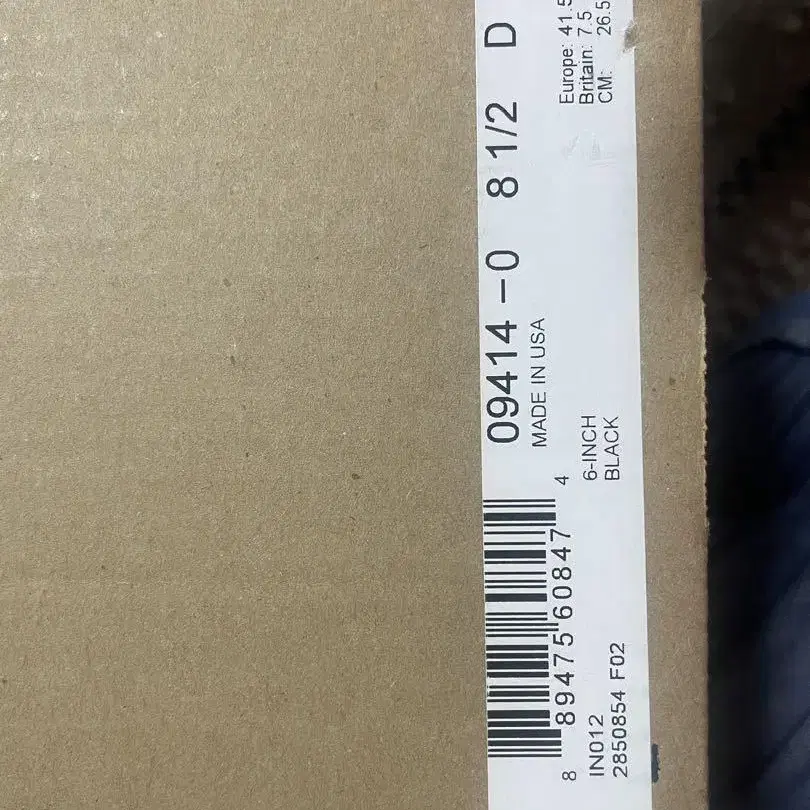 09414 – 0 8 1/2 D
MADE IN USA
Europe: 41.5
Britain: 7.5
CM: 26.5
6-INCH
BLACK
8 89475 60847 4
IN012
2850854 F02